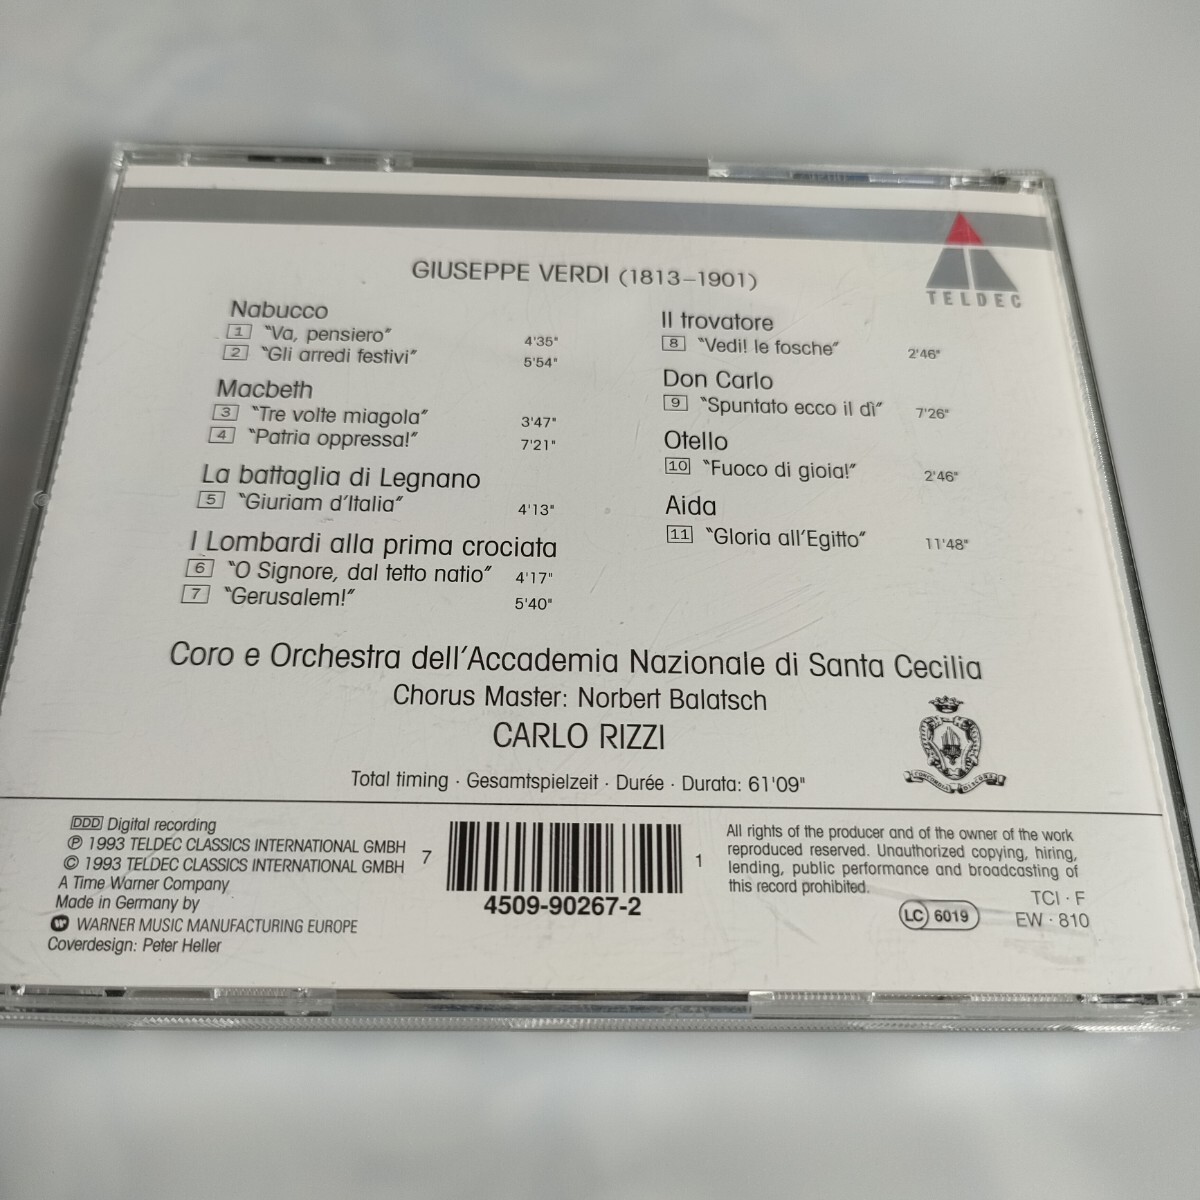 TELDEC
GIUSEPPE VERDI (1813–1901)
Nabucco
1 "Va, pensiero" 4'35"
2 "Gli arredi festivi" 5'54"
Macbeth
3 "Tre volte miagola" 3'47"
4 "Patria oppressa!" 7'21"
La battaglia di Legnano
5 "Giuriam d'Italia" 4'13"
I Lombardi alla prima crociata
6 "O Signore, dal tetto natio" 4'17"
7 "Gerusalem!" 5'40"
Il trovatore
8 "Vedi! le fosche" 2'46"
Don Carlo
9 "Spuntato ecco il dì" 7'26"
Otello
10 "Fuoco di gioia!" 2'46"
Aida
11 "Gloria all'Egitto" 11'48"
Coro e Orchestra dell'Accademia Nazionale di Santa Cecilia
Chorus Master: Norbert Balatsch
CARLO RIZZI
Total timing · Gesamtspielzeit · Durée · Durata: 61'09"
CONCORDIA DISCORS
DDD Digital recording
℗ 1993 TELDEC CLASSICS INTERNATIONAL GMBH
© 1993 TELDEC CLASSICS INTERNATIONAL GMBH
A Time Warner Company
Made in Germany by
WARNER MUSIC MANUFACTURING EUROPE
Coverdesign: Peter Heller
7 1
4509-90267-2
All rights of the producer and of the owner of the work
reproduced reserved. Unauthorized copying, hiring,
lending, public performance and broadcasting of
this record prohibited.
LC 6019
TCI · F
EW · 810